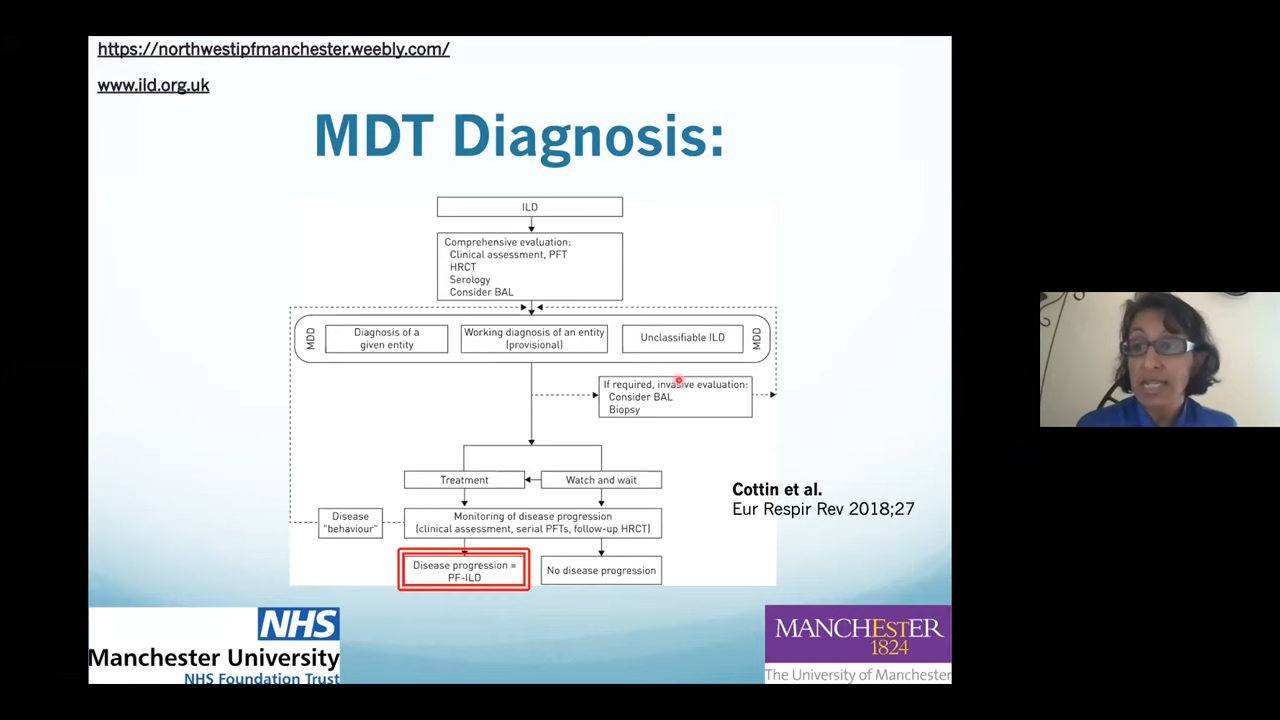 https://northwestipfmanchester.weebly.com/
www.ild.org.uk
MDT Diagnosis:
ILD
Comprehensive evaluation:
Clinical assessment, PFT
HRCT
Serology
Consider BAL
MDD
Diagnosis of a
given entity
Working diagnosis of an entity
(provisional)
Unclassifiable ILD
MDD
If required, invasive evaluation:
Consider BAL
Biopsy
Treatment
Watch and wait
Cottin et al.
Eur Respir Rev 2018;27
Disease
"behaviour"
Monitoring of disease progression
(clinical assessment, serial PFTs, follow-up HRCT)
Disease progression =
PF-ILD
No disease progression
NHS
Manchester University
NHS Foundation Trust
MANCHESTER
1824
The University of Manchester